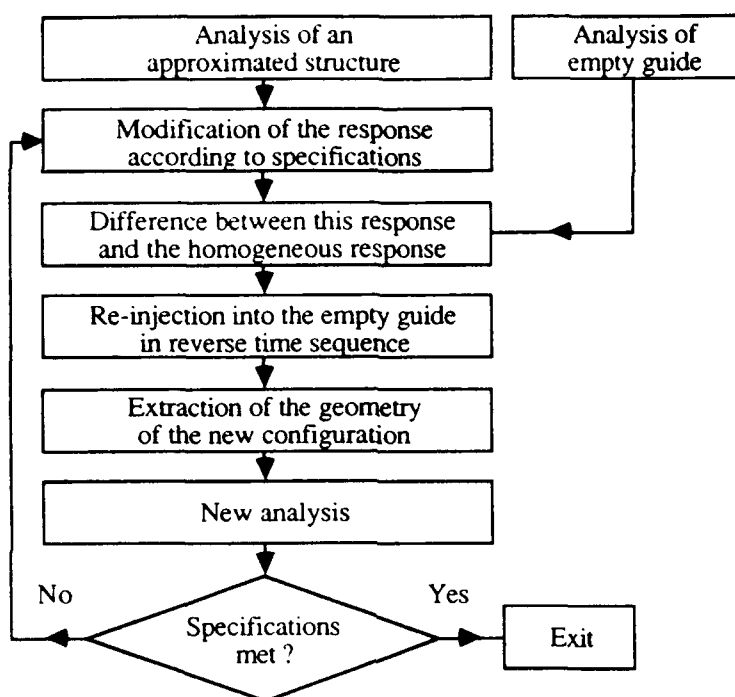 Analysis of an
approximated structure
Analysis of
empty guide
Modification of the response
according to specifications
Difference between this response
and the homogeneous response
Re-injection into the empty guide
in reverse time sequence
Extraction of the geometry
of the new configuration
New analysis
No
Yes
Specifications
met ?
Exit